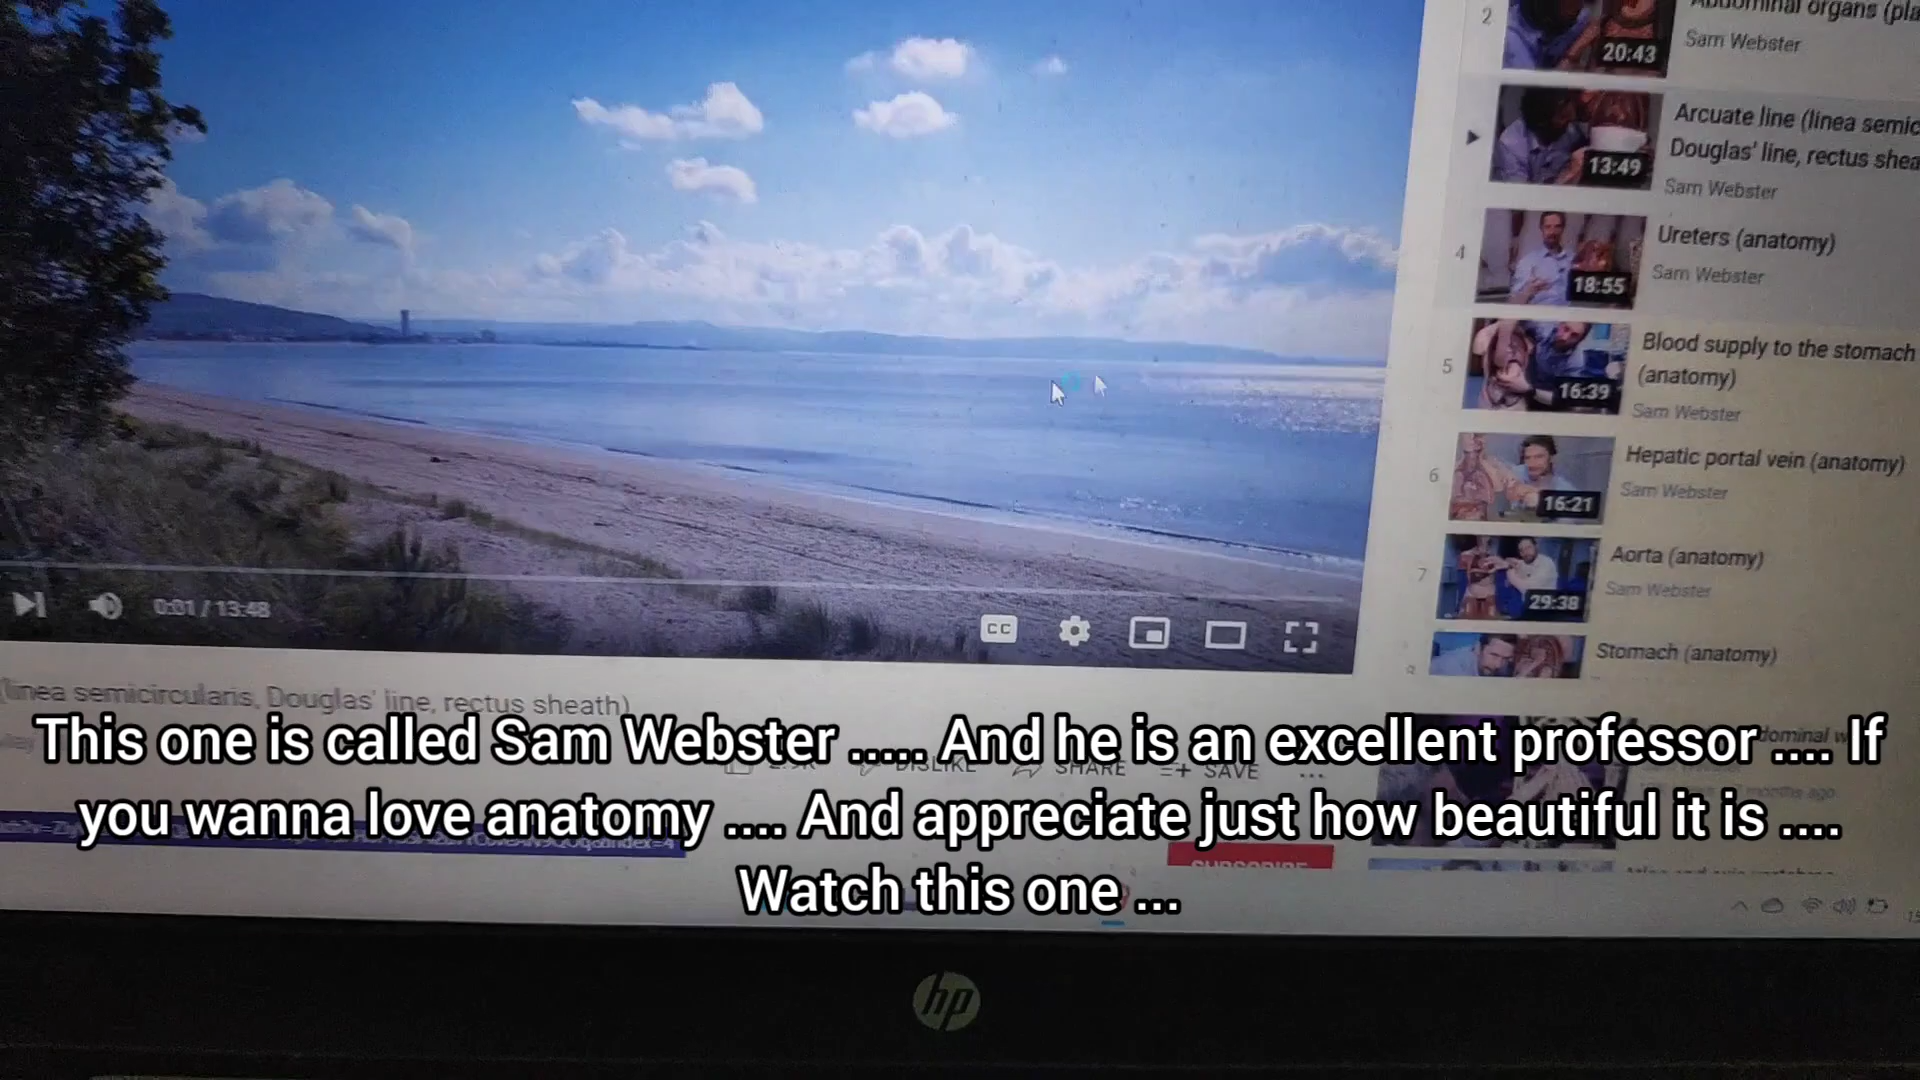 2
Abdominal organs (pla
20:43
Sam Webster
Arcuate line (linea semic
Douglas' line, rectus shea
13:49
Sam Webster
4
Ureters (anatomy)
18:55
Sam Webster
5
Blood supply to the stomach
(anatomy)
16:39
Sam Webster
6
Hepatic portal vein (anatomy)
16:21
Sam Webster
7
Aorta (anatomy)
29:38
Sam Webster
Stomach (anatomy)
0:01 / 13:48
CC
(linea semicircularis, Douglas' line, rectus sheath)
This one is called Sam Webster ..... And he is an excellent professor .... If
you wanna love anatomy .... And appreciate just how beautiful it is ....
Watch this one ...
DISLIKE
SHARE
SAVE
months ago
SUBSCRIBE
hp